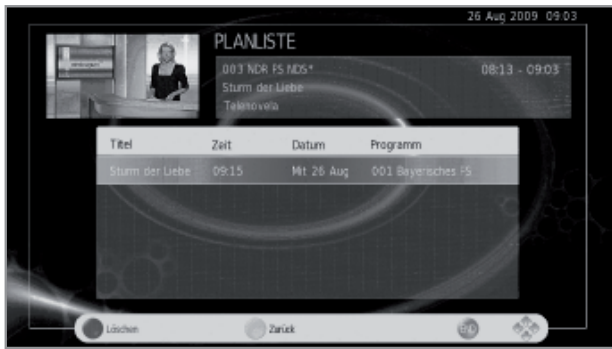 26 Aug 2009 09:03
PLANLISTE
003 NDR FS NDS* 08:13 - 09:03
Sturm der Liebe
Telenovela
Titel Zeit Datum Programm
Sturm der Liebe 09:15 Mit 26 Aug 001 Bayerisches FS
Löschen Zurück